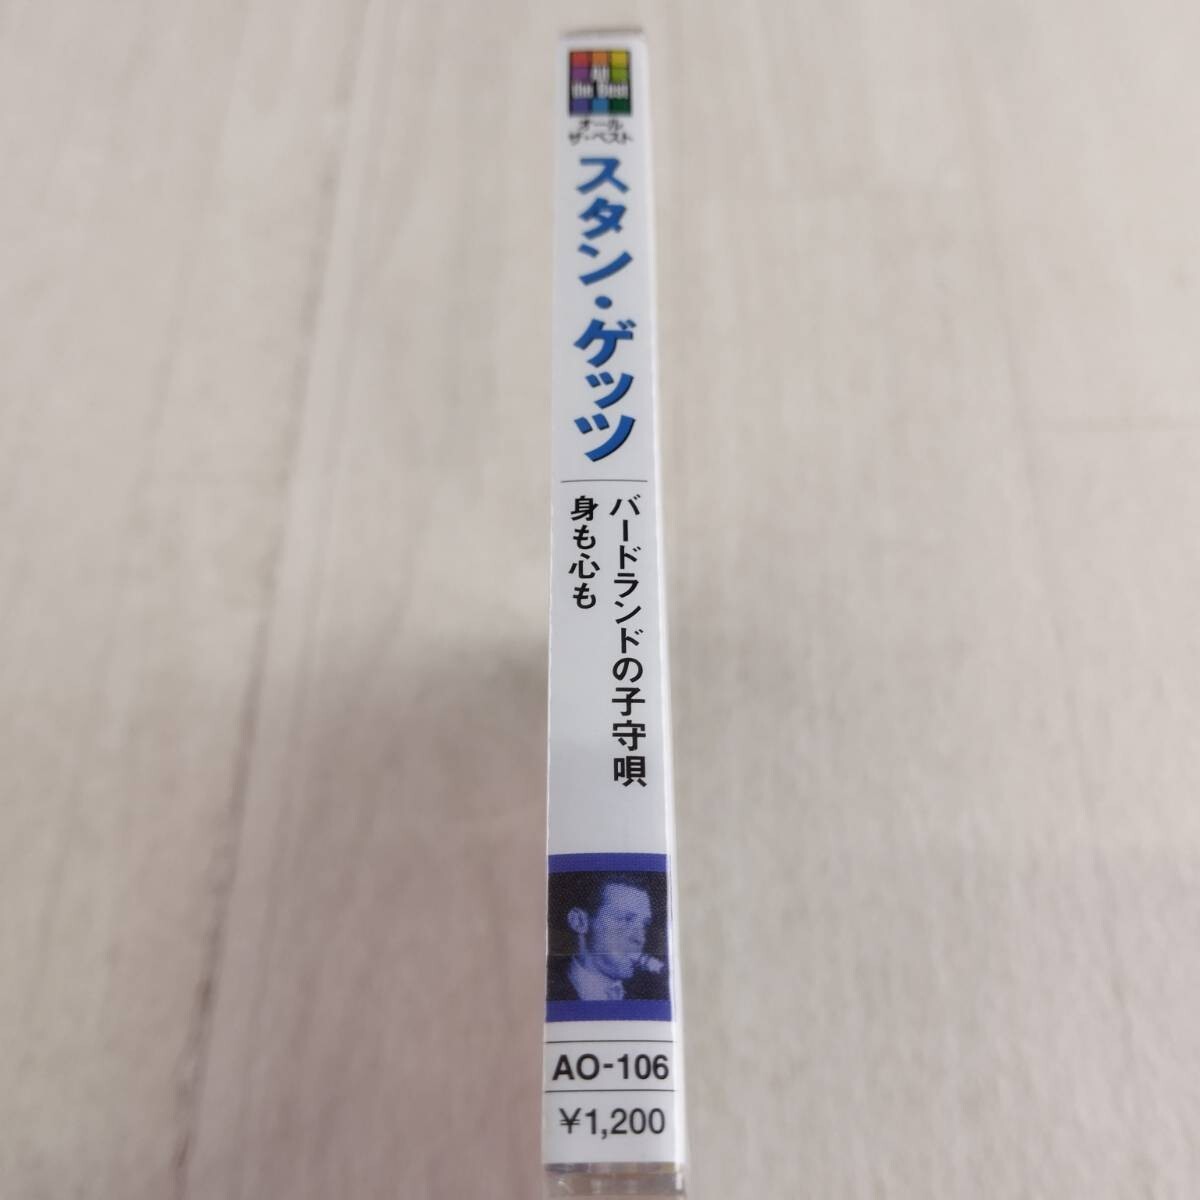 All
the Best
オール
ザ・ベスト
スタン・ゲッツ
バードランドの子守唄
身も心も
AO-106
¥1,200